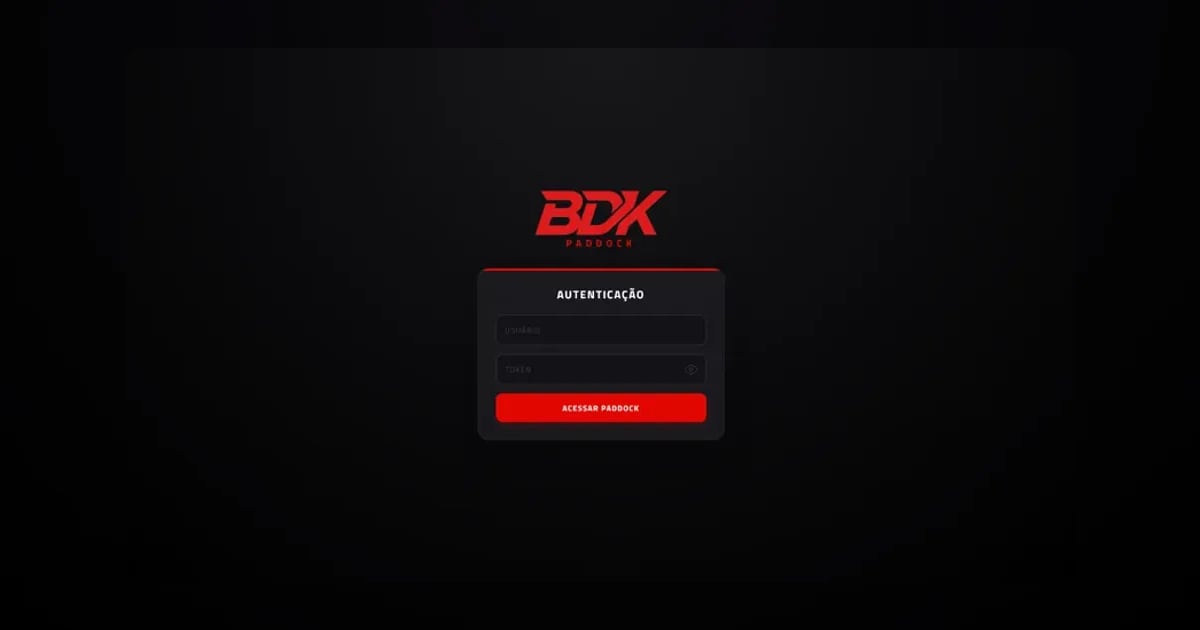 BDK
PADDOCK
AUTENTICAÇÃO
USUÁRIO
TOKEN
ACESSAR PADDOCK